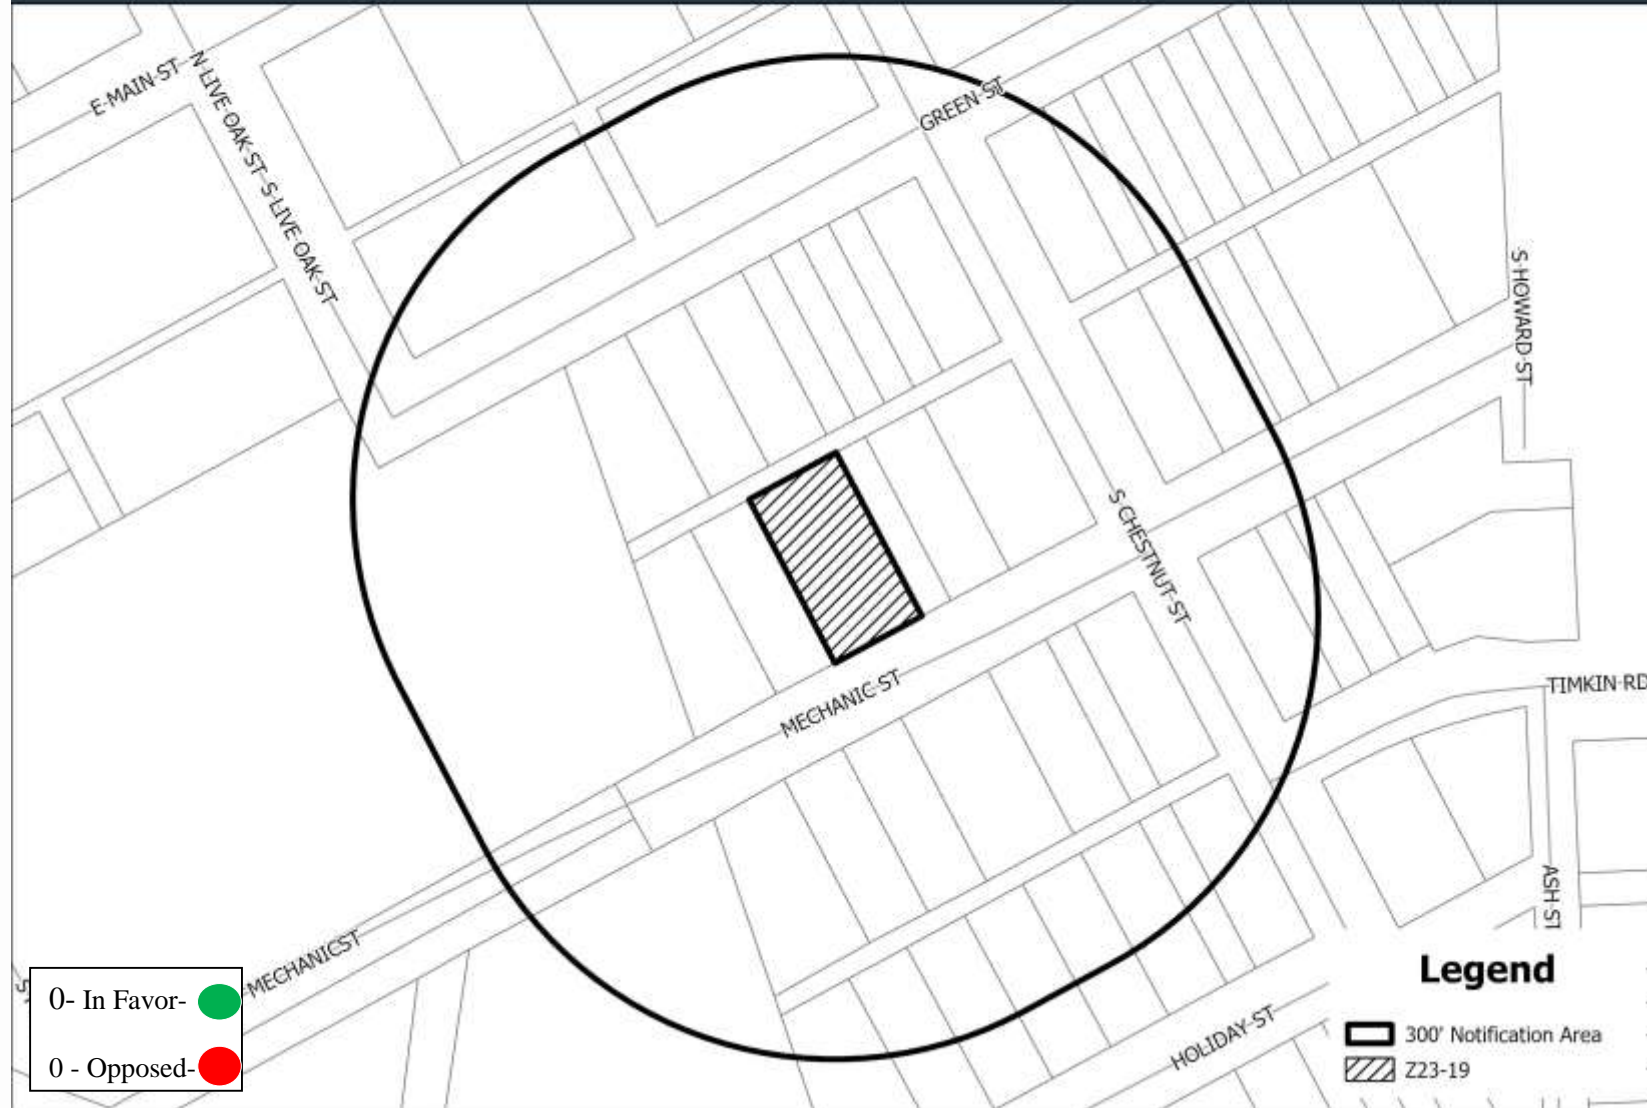 E-MAIN-ST
N-LIVE-OAK-ST
S-LIVE-OAK-ST
GREEN-ST
S-HOWARD-ST
S-CHESTNUT-ST
MECHANIC-ST
TIMKIN-RD
ASH-ST
MECHANICST
HOLIDAY-ST
0- In Favor-
0 - Opposed-
Legend
300' Notification Area
Z23-19